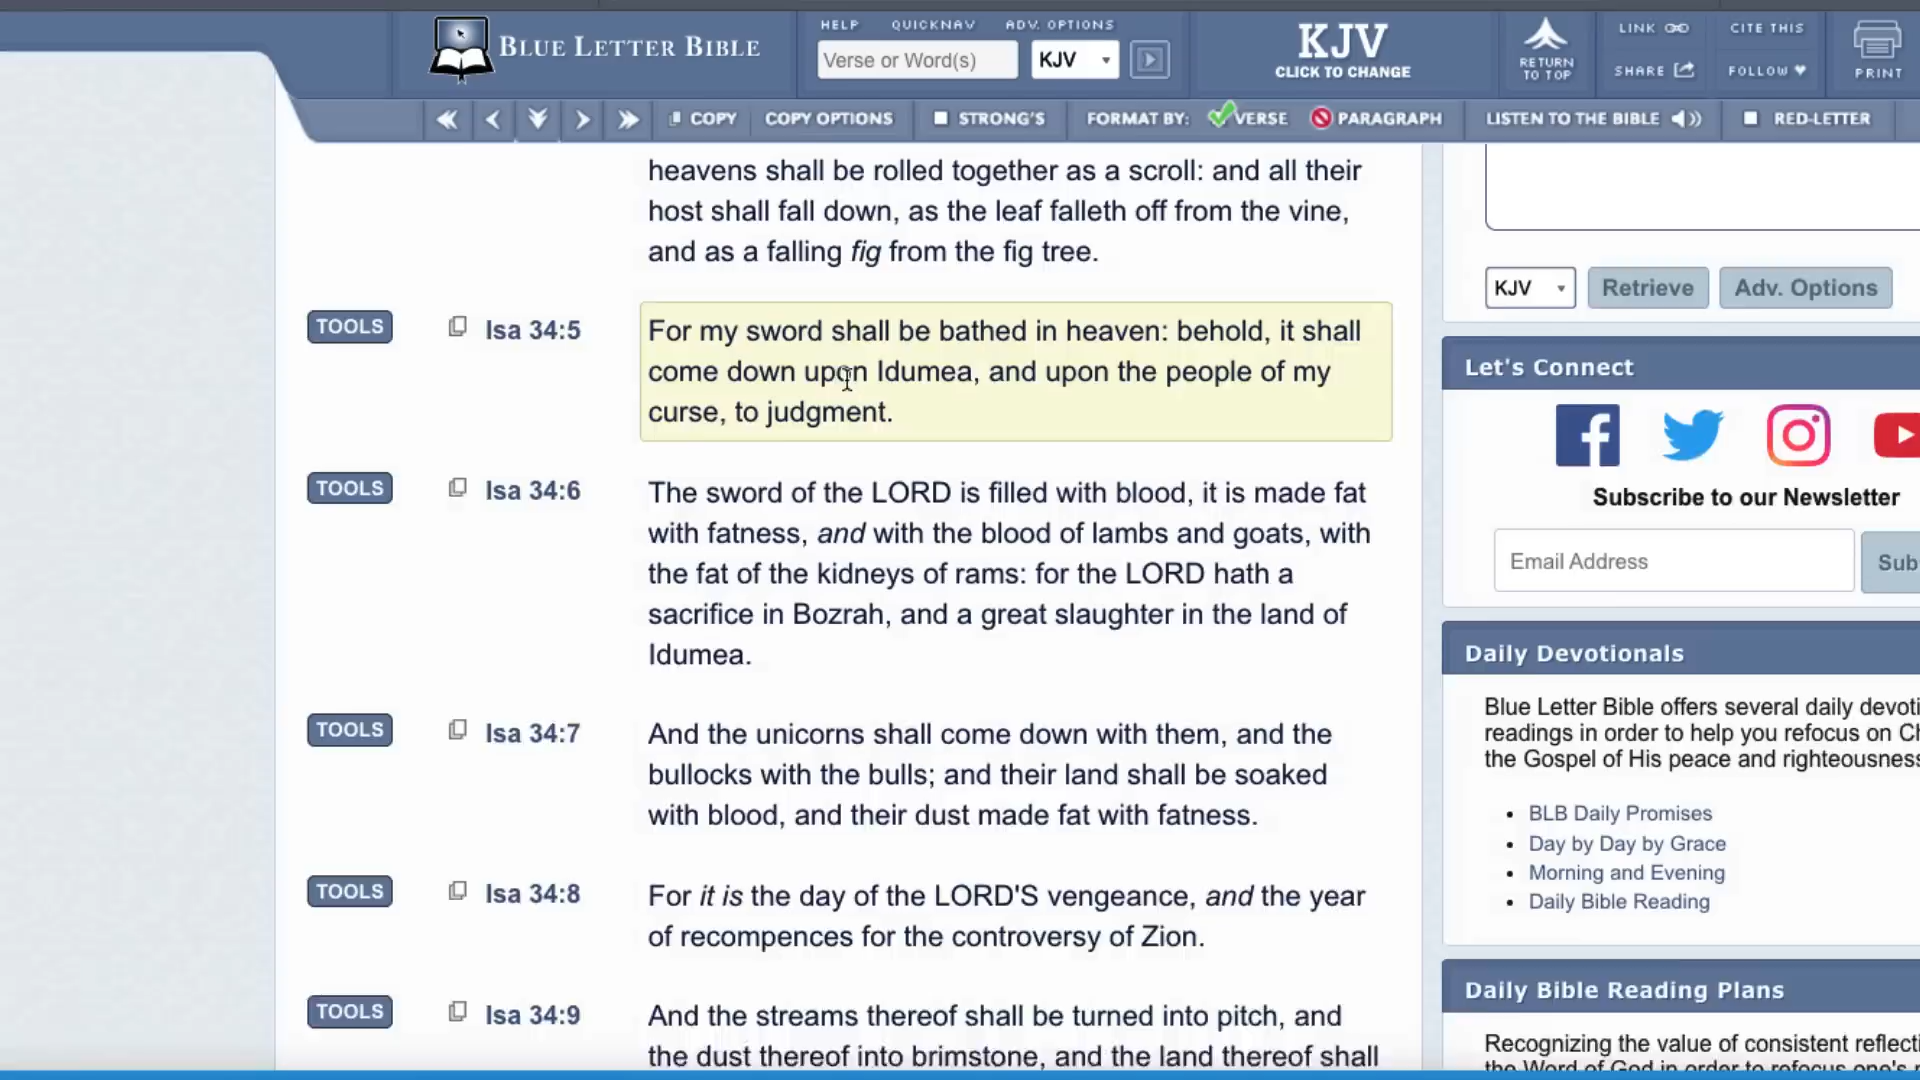 HELP QUICKNAV ADV. OPTIONS
BLUE LETTER BIBLE
Verse or Word(s) KJV
KJV
CLICK TO CHANGE
RETURN
TO TOP
LINK
SHARE
CITE THIS
FOLLOW
PRINT
COPY COPY OPTIONS STRONG'S FORMAT BY: VERSE PARAGRAPH LISTEN TO THE BIBLE RED-LETTER
heavens shall be rolled together as a scroll: and all their
host shall fall down, as the leaf falleth off from the vine,
and as a falling fig from the fig tree.
TOOLS Isa 34:5
For my sword shall be bathed in heaven: behold, it shall
come down upon Idumea, and upon the people of my
curse, to judgment.
TOOLS Isa 34:6
The sword of the LORD is filled with blood, it is made fat
with fatness, and with the blood of lambs and goats, with
the fat of the kidneys of rams: for the LORD hath a
sacrifice in Bozrah, and a great slaughter in the land of
Idumea.
TOOLS Isa 34:7
And the unicorns shall come down with them, and the
bullocks with the bulls; and their land shall be soaked
with blood, and their dust made fat with fatness.
TOOLS Isa 34:8
For it is the day of the LORD'S vengeance, and the year
of recompences for the controversy of Zion.
TOOLS Isa 34:9
And the streams thereof shall be turned into pitch, and
the dust thereof into brimstone, and the land thereof shall
KJV Retrieve Adv. Options
Let's Connect
Subscribe to our Newsletter
Email Address Sub
Daily Devotionals
Blue Letter Bible offers several daily devoti
readings in order to help you refocus on Ch
the Gospel of His peace and righteousness
BLB Daily Promises
Day by Day by Grace
Morning and Evening
Daily Bible Reading
Daily Bible Reading Plans
Recognizing the value of consistent reflecti
the Word of God in order to refocus one's